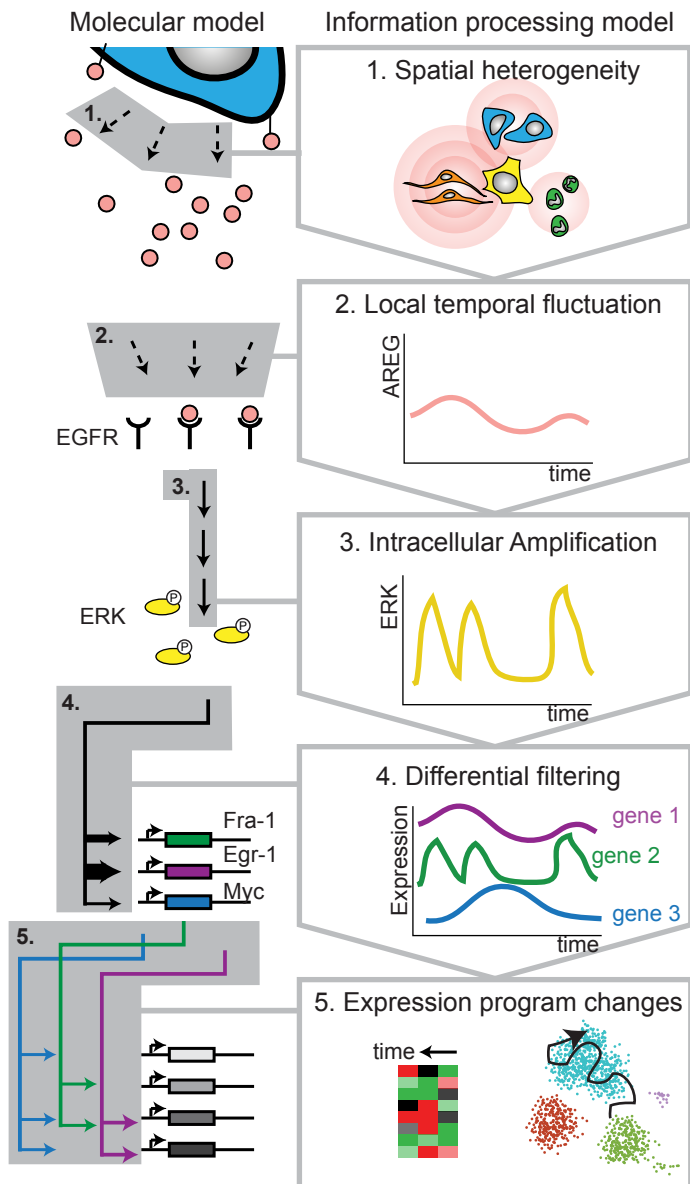 Molecular model
Information processing model
1.
1. Spatial heterogeneity
2.
EGFR
2. Local temporal fluctuation
AREG
time
3.
P
ERK
P
P
3. Intracellular Amplification
ERK
time
4.
Fra-1
Egr-1
Myc
4. Differential filtering
Expression
gene 1
gene 2
gene 3
time
5.
5. Expression program changes
time